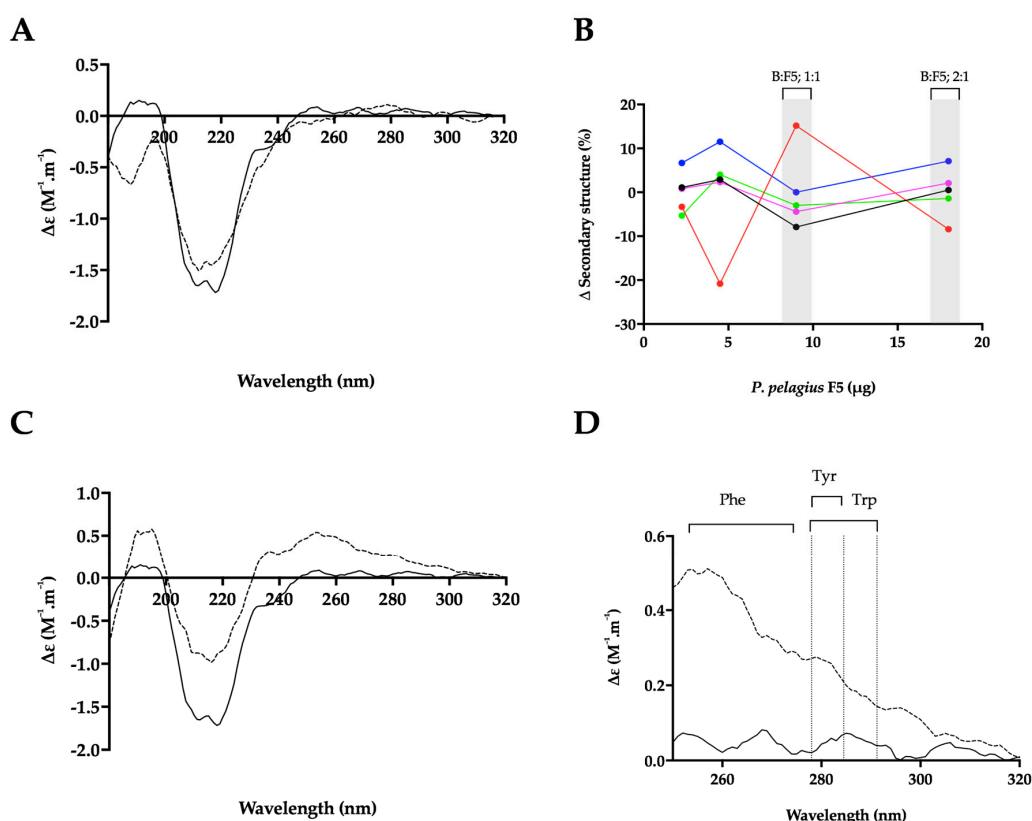 A
0.5
0.0
-0.5
-1.0
-1.5
-2.0
200 220 240 260 280 300 320
Δε (M⁻¹.m⁻¹)
Wavelength (nm)
B
B:F5; 1:1
B:F5; 2:1
20
10
0
-10
-20
-30
0 5 10 15 20
Δ Secondary structure (%)
P. pelagius F5 (μg)
C
1.0
0.5
0.0
-0.5
-1.0
-1.5
-2.0
200 220 240 260 280 300 320
Δε (M⁻¹.m⁻¹)
Wavelength (nm)
D
Tyr
Phe
Trp
0.6
0.4
0.2
0.0
260 280 300 320
Δε (M⁻¹.m⁻¹)
Wavelength (nm)